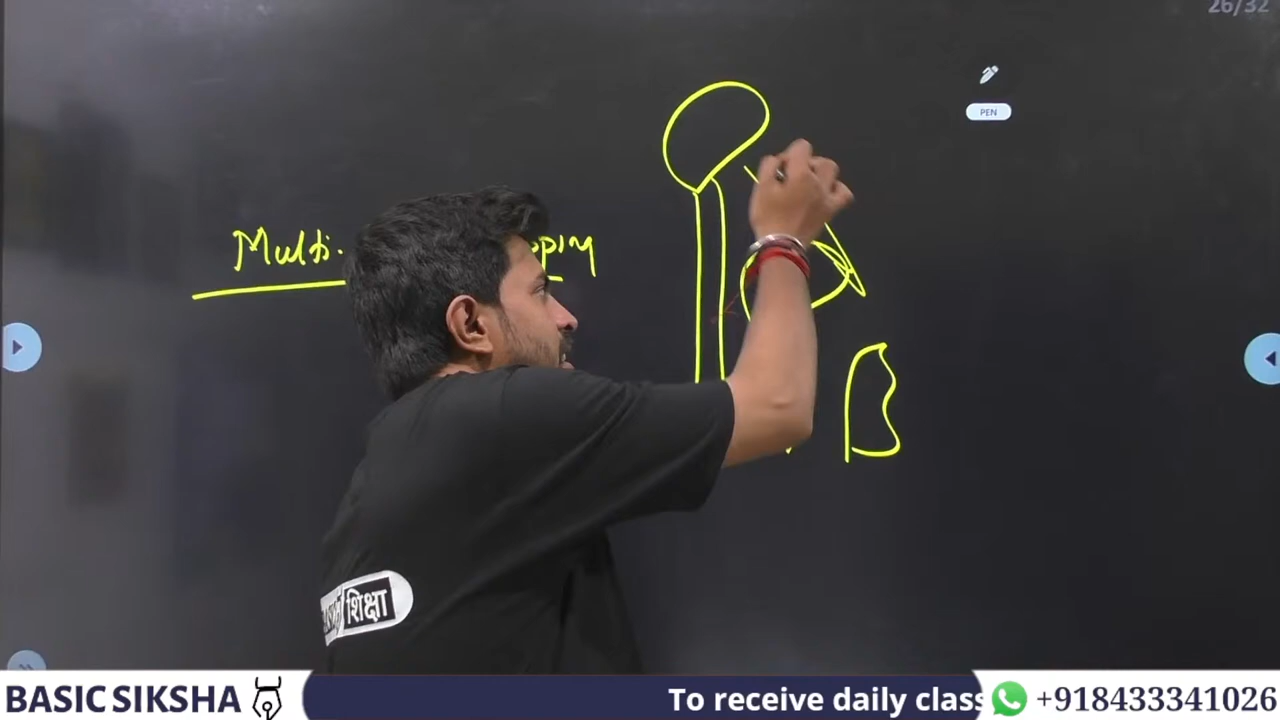 26/32
PEN
Multi-
शिक्षा
BASIC SIKSHA
To receive daily class
+918433341026